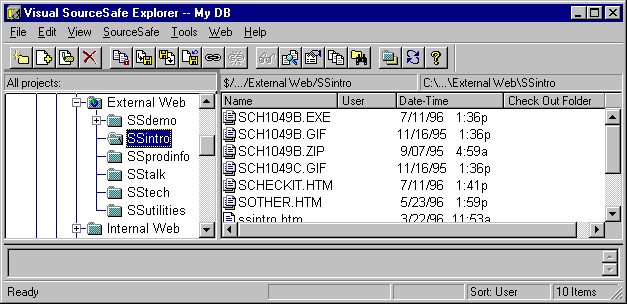 Visual SourceSafe Explorer -- My DB
File Edit View SourceSafe Tools Web Help
All projects: $/.../External Web/SSintro C:\...\External Web\SSintro
External Web
SSdemo
SSintro
SSprodinfo
SStalk
SStech
SSutilities
Internal Web
Name User Date-Time Check Out Folder
SCH1049B.EXE 7/11/96 1:36p
SCH1049B.GIF 11/16/95 1:36p
SCH1049B.ZIP 9/07/95 4:59a
SCH1049C.GIF 11/16/95 1:36p
SCHECKIT.HTM 7/11/96 1:41p
SOTHER.HTM 5/23/96 1:59p
ssintro.htm 3/22/96 11:53a
Ready Sort: User 10 Items